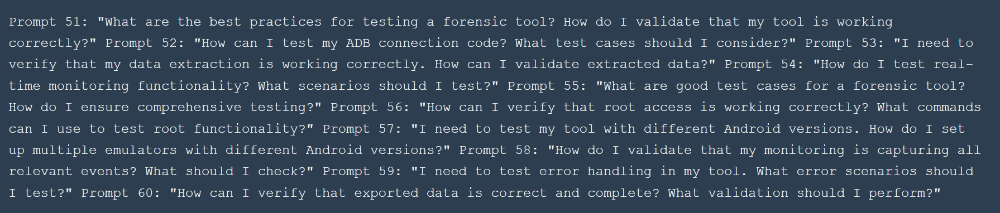 Prompt 51: "What are the best practices for testing a forensic tool? How do I validate that my tool is working
correctly?" Prompt 52: "How can I test my ADB connection code? What test cases should I consider?" Prompt 53: "I need to
verify that my data extraction is working correctly. How can I validate extracted data?" Prompt 54: "How do I test real-
time monitoring functionality? What scenarios should I test?" Prompt 55: "What are good test cases for a forensic tool?
How do I ensure comprehensive testing?" Prompt 56: "How can I verify that root access is working correctly? What commands
can I use to test root functionality?" Prompt 57: "I need to test my tool with different Android versions. How do I set
up multiple emulators with different Android versions?" Prompt 58: "How do I validate that my monitoring is capturing all
relevant events? What should I check?" Prompt 59: "I need to test error handling in my tool. What error scenarios should
I test?" Prompt 60: "How can I verify that exported data is correct and complete? What validation should I perform?"